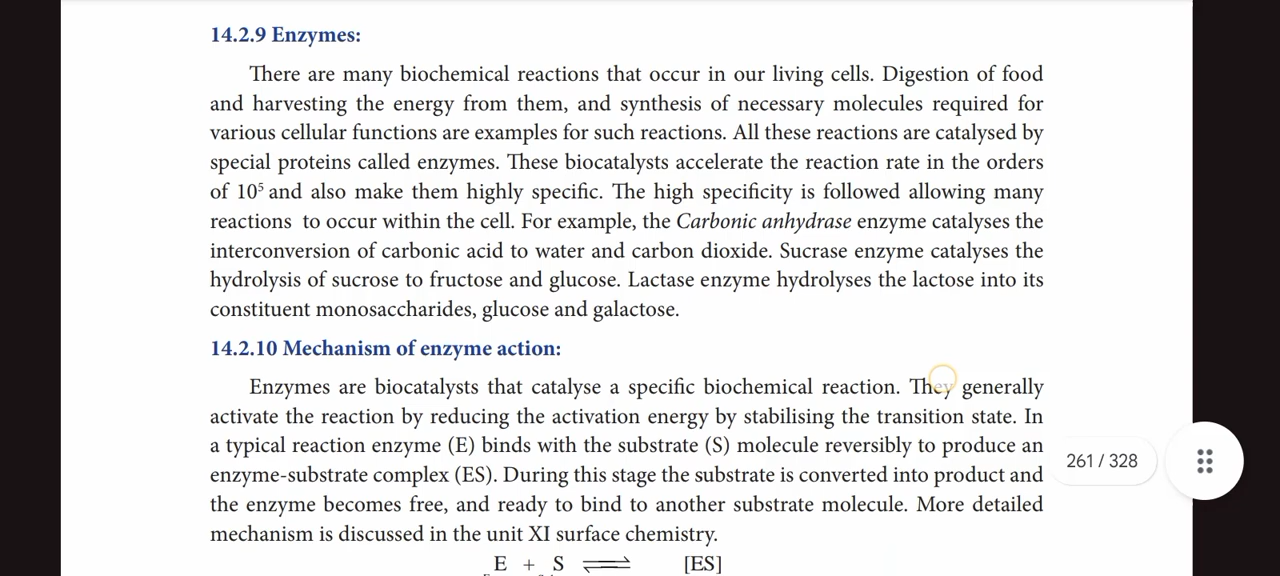 14.2.9 Enzymes:
There are many biochemical reactions that occur in our living cells. Digestion of food
and harvesting the energy from them, and synthesis of necessary molecules required for
various cellular functions are examples for such reactions. All these reactions are catalysed by
special proteins called enzymes. These biocatalysts accelerate the reaction rate in the orders
of 10⁵ and also make them highly specific. The high specificity is followed allowing many
reactions to occur within the cell. For example, the Carbonic anhydrase enzyme catalyses the
interconversion of carbonic acid to water and carbon dioxide. Sucrase enzyme catalyses the
hydrolysis of sucrose to fructose and glucose. Lactase enzyme hydrolyses the lactose into its
constituent monosaccharides, glucose and galactose.
14.2.10 Mechanism of enzyme action:
Enzymes are biocatalysts that catalyse a specific biochemical reaction. They generally
activate the reaction by reducing the activation energy by stabilising the transition state. In
a typical reaction enzyme (E) binds with the substrate (S) molecule reversibly to produce an
enzyme-substrate complex (ES). During this stage the substrate is converted into product and
the enzyme becomes free, and ready to bind to another substrate molecule. More detailed
mechanism is discussed in the unit XI surface chemistry.
E + S ⇌ [ES]
261 / 328